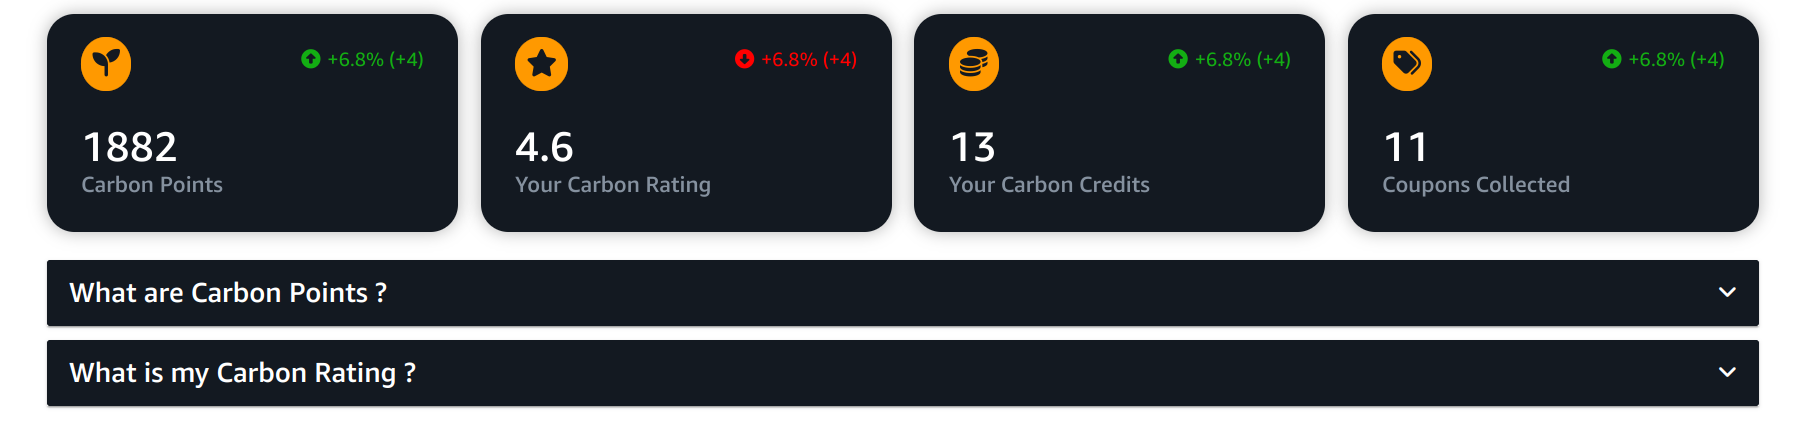 +6.8% (+4)
1882
Carbon Points
+6.8% (+4)
4.6
Your Carbon Rating
+6.8% (+4)
13
Your Carbon Credits
+6.8% (+4)
11
Coupons Collected
What are Carbon Points ?
What is my Carbon Rating ?